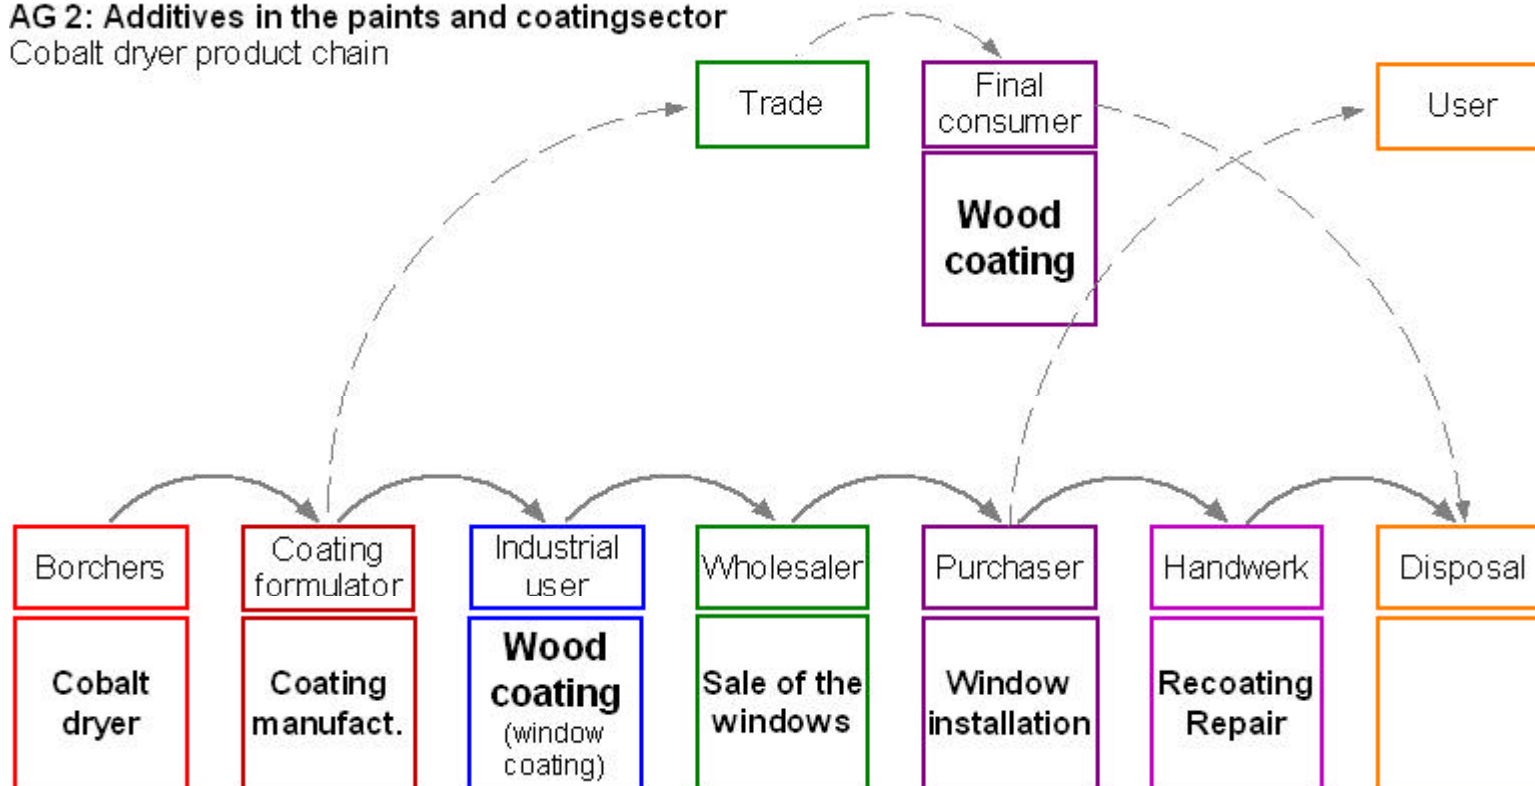 AG 2: Additives in the paints and coatingsector
Cobalt dryer product chain
Trade
Final
consumer
User
Wood
coating
Borchers
Coating
formulator
Industrial
user
Wholesaler
Purchaser
Handwerk
Disposal
Cobalt
dryer
Coating
manufact.
Wood
coating
(window
coating)
Sale of the
windows
Window
installation
Recoating
Repair